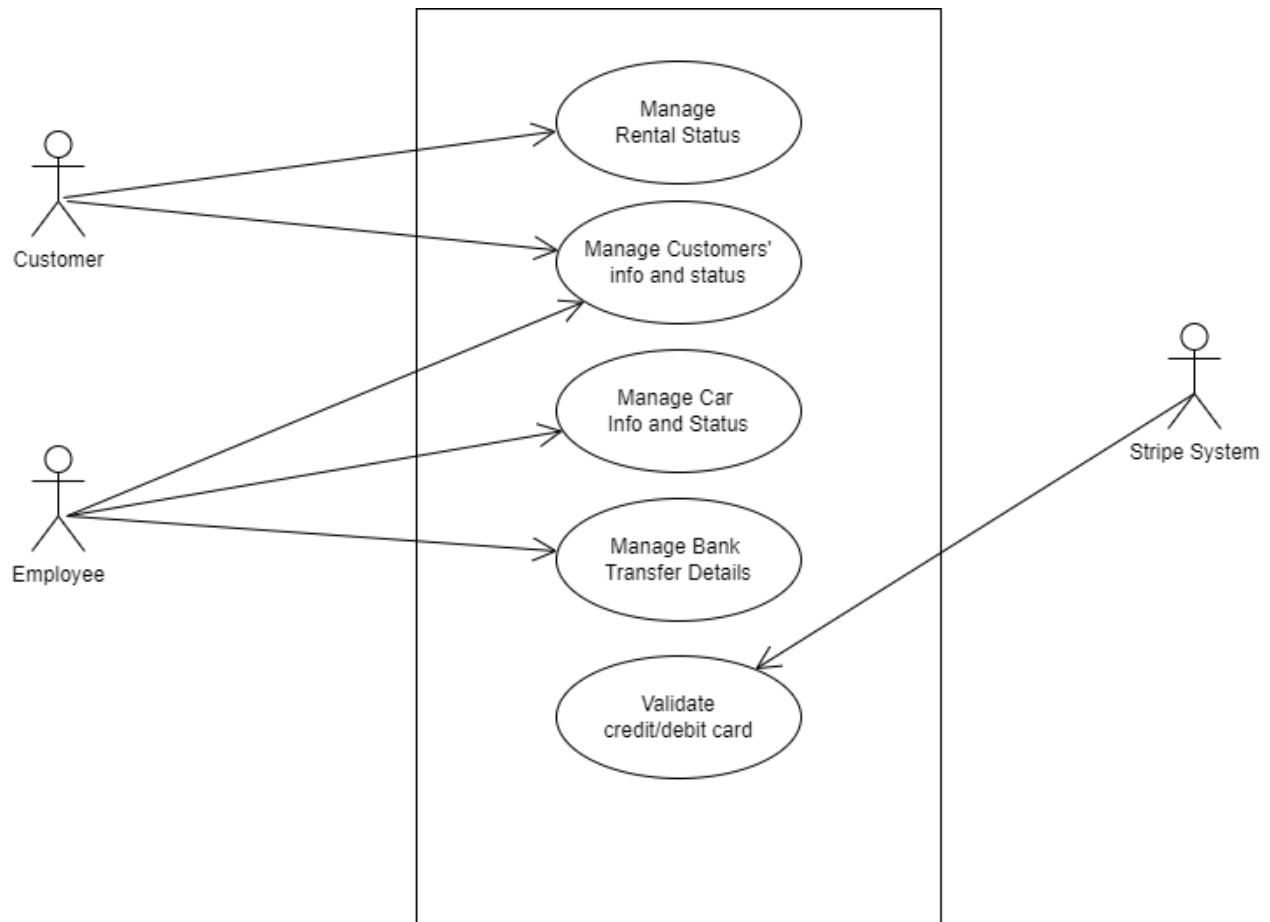 Manage
Rental Status
Customer
Manage Customers'
info and status
Manage Car
Info and Status
Stripe System
Employee
Manage Bank
Transfer Details
Validate
credit/debit card